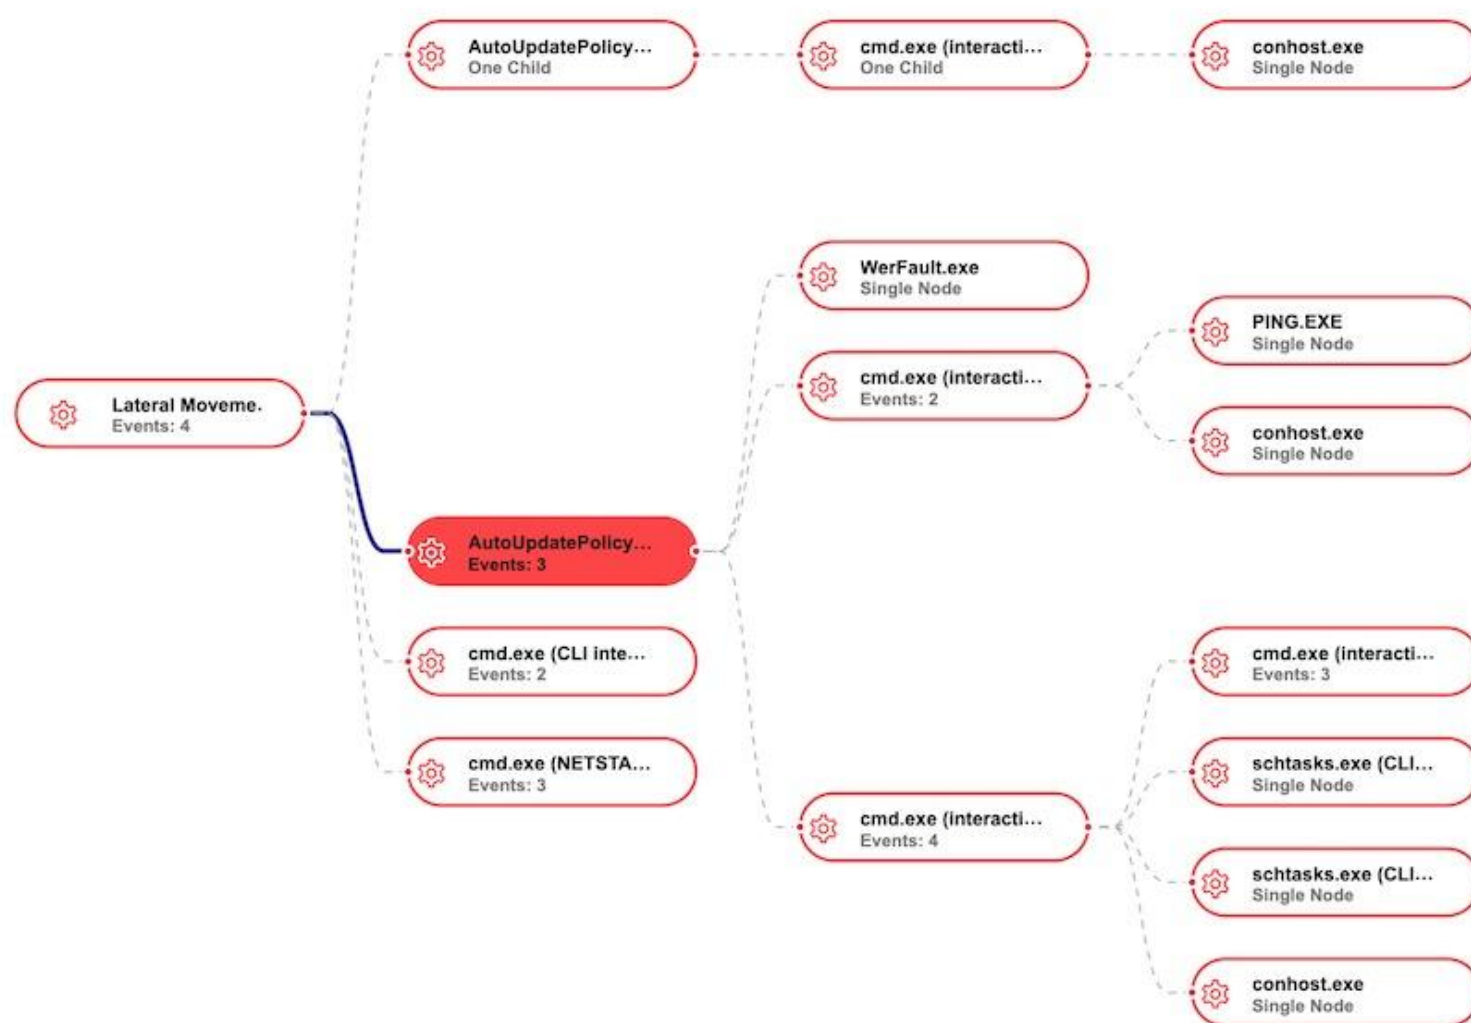 AutoUpdatePolicy...
One Child
cmd.exe (interacti...
One Child
conhost.exe
Single Node
WerFault.exe
Single Node
PING.EXE
Single Node
cmd.exe (interacti...
Events: 2
Lateral Moveme.
Events: 4
conhost.exe
Single Node
AutoUpdatePolicy...
Events: 3
cmd.exe (CLI inte...
Events: 2
cmd.exe (interacti...
Events: 3
cmd.exe (NETSTA...
Events: 3
schtasks.exe (CLI...
Single Node
cmd.exe (interacti...
Events: 4
schtasks.exe (CLI...
Single Node
conhost.exe
Single Node